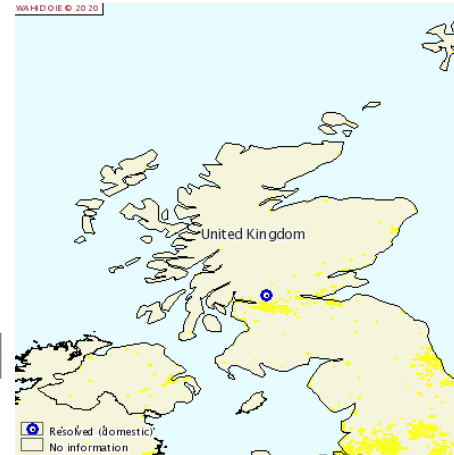 WAHID OIE © 2020
United Kingdom
Resolved (domestic)
No information